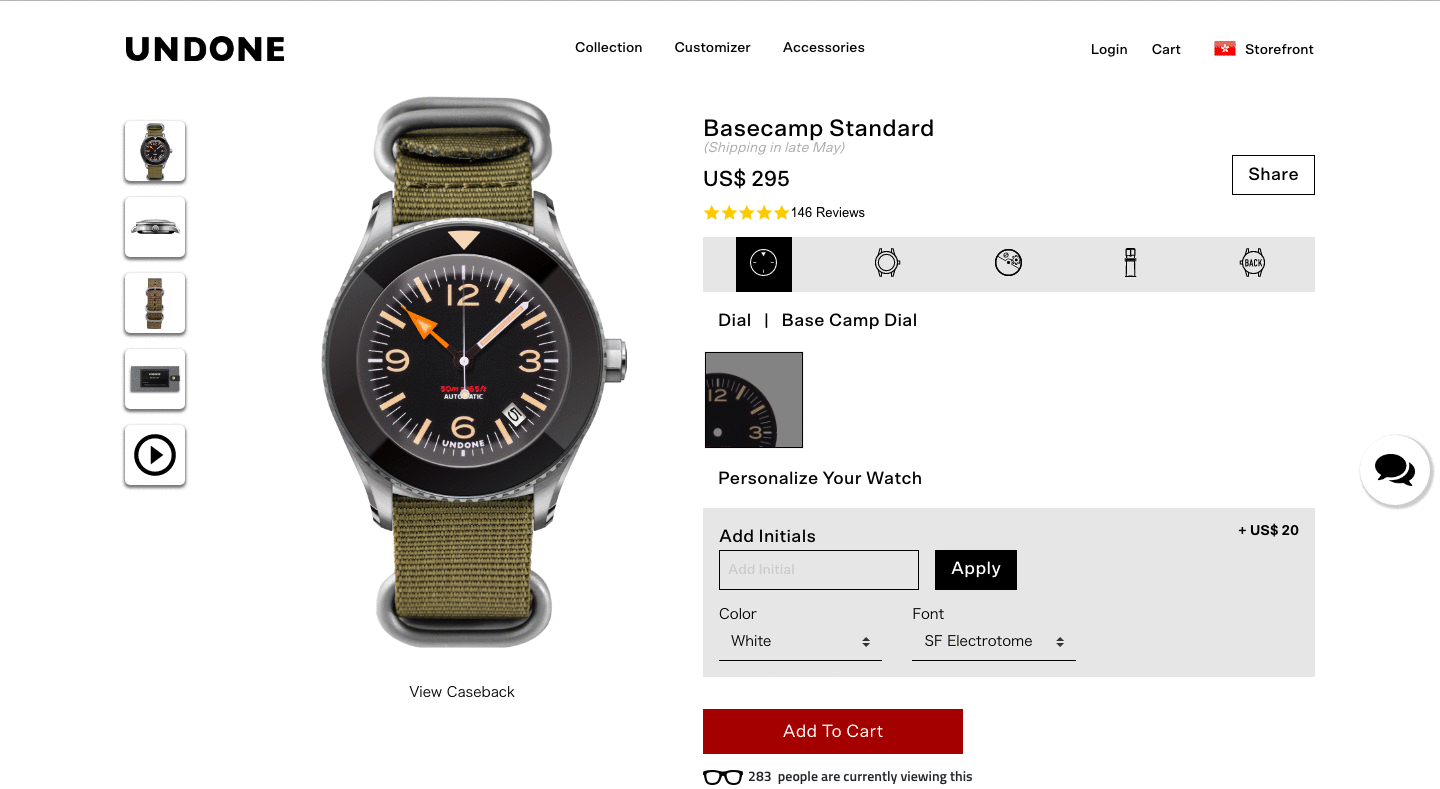 UNDONE
Collection
Customizer
Accessories
Login
Cart
Storefront
Basecamp Standard
(Shipping in late May)
US$ 295
Share
146 Reviews
BACK
12
3
6
9
AUTOMATIC
UNDONE
View Caseback
Dial | Base Camp Dial
12
3
Personalize Your Watch
Add Initials
+ US$ 20
Add Initial
Apply
Color
Font
White
SF Electrotome
Add To Cart
283 people are currently viewing this